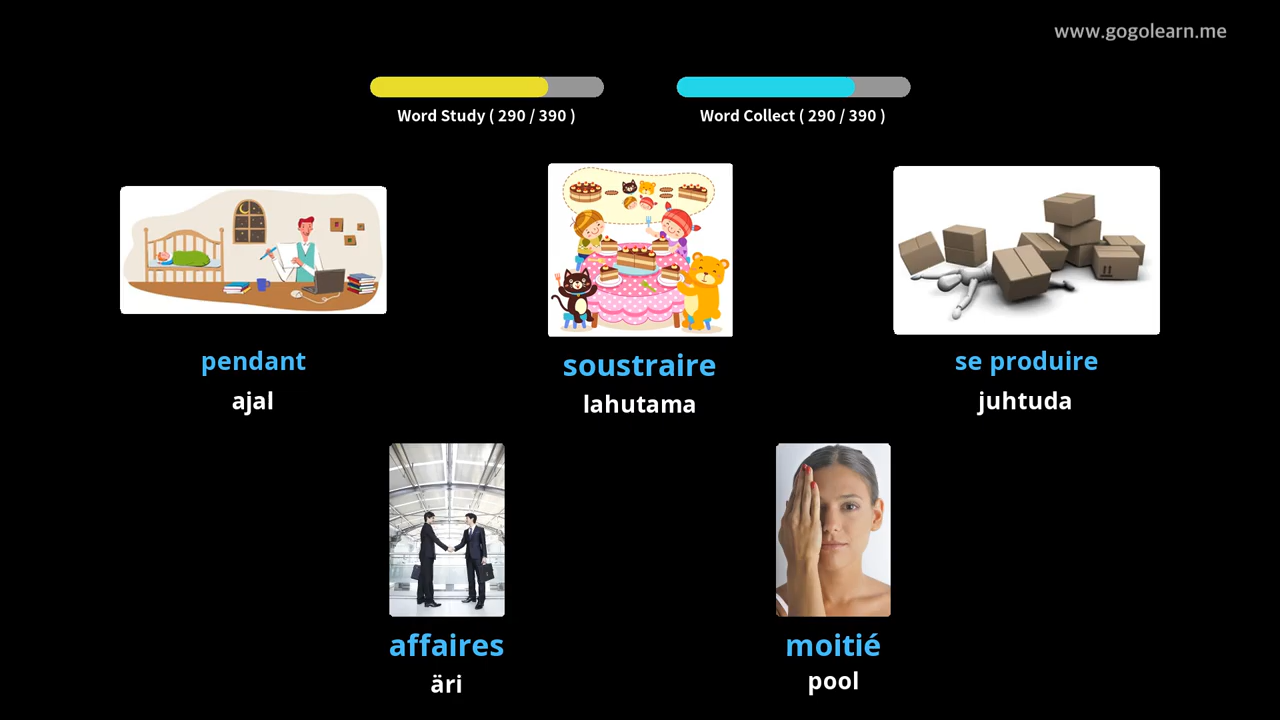 www.gogolearn.me
Word Study ( 290 / 390 )
Word Collect ( 290 / 390 )
pendant
ajal
soustraire
lahutama
se produire
juhtuda
affaires
äri
moitié
pool